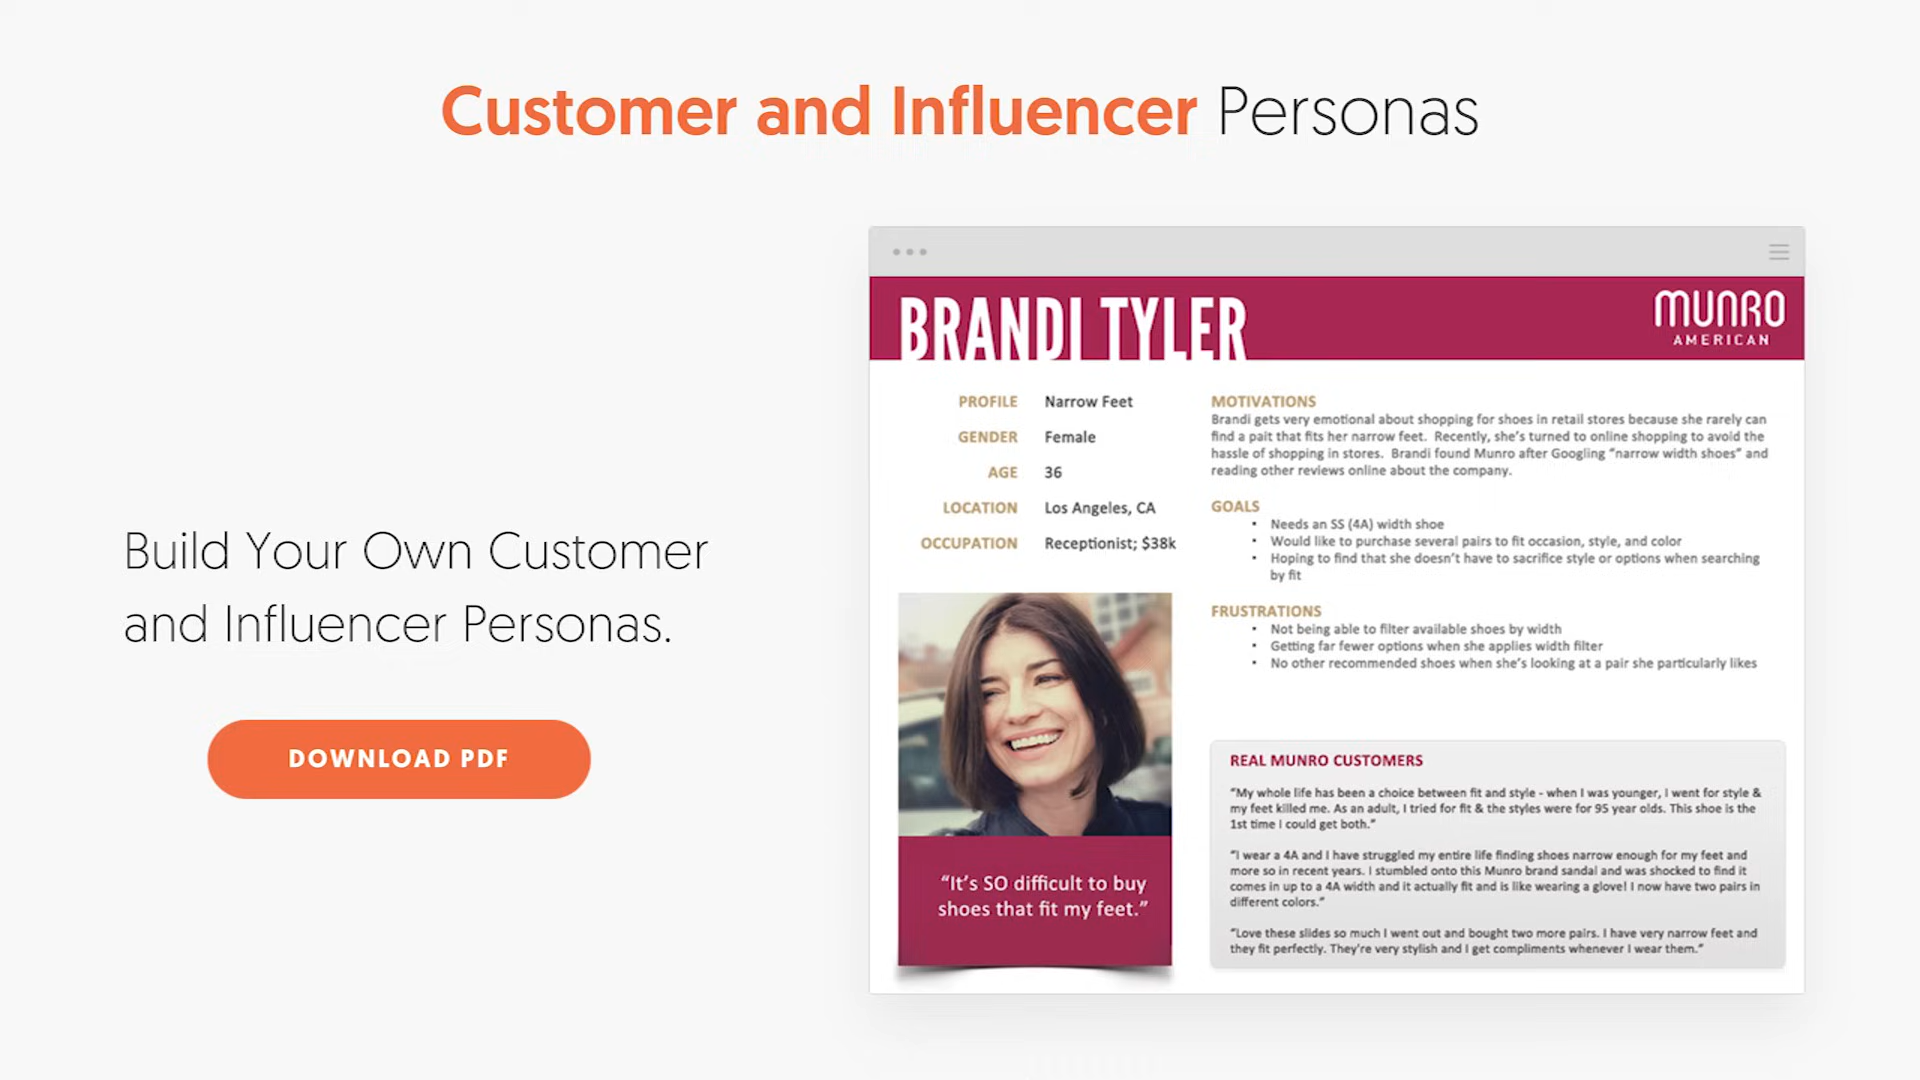 Customer and Influencer Personas
Build Your Own Customer
and Influencer Personas.
DOWNLOAD PDF
BRANDI TYLER
MUNRO
AMERICAN
PROFILE Narrow Feet
GENDER Female
AGE 36
LOCATION Los Angeles, CA
OCCUPATION Receptionist; $38k
“It’s SO difficult to buy
shoes that fit my feet.”
MOTIVATIONS
Brandi gets very emotional about shopping for shoes in retail stores because she rarely can
find a pait that fits her narrow feet. Recently, she’s turned to online shopping to avoid the
hassle of shopping in stores. Brandi found Munro after Googling “narrow width shoes” and
reading other reviews online about the company.
GOALS
• Needs an SS (4A) width shoe
• Would like to purchase several pairs to fit occasion, style, and color
• Hoping to find that she doesn’t have to sacrifice style or options when searching
by fit
FRUSTRATIONS
• Not being able to filter available shoes by width
• Getting far fewer options when she applies width filter
• No other recommended shoes when she’s looking at a pair she particularly likes
REAL MUNRO CUSTOMERS
“My whole life has been a choice between fit and style - when I was younger, I went for style &
my feet killed me. As an adult, I tried for fit & the styles were for 95 year olds. This shoe is the
1st time I could get both.”
“I wear a 4A and I have struggled my entire life finding shoes narrow enough for my feet and
more so in recent years. I stumbled onto this Munro brand sandal and was shocked to find it
comes in up to a 4A width and it actually fit and is like wearing a glove! I now have two pairs in
different colors.”
“Love these slides so much I went out and bought two more pairs. I have very narrow feet and
they fit perfectly. They’re very stylish and I get compliments whenever I wear them.”